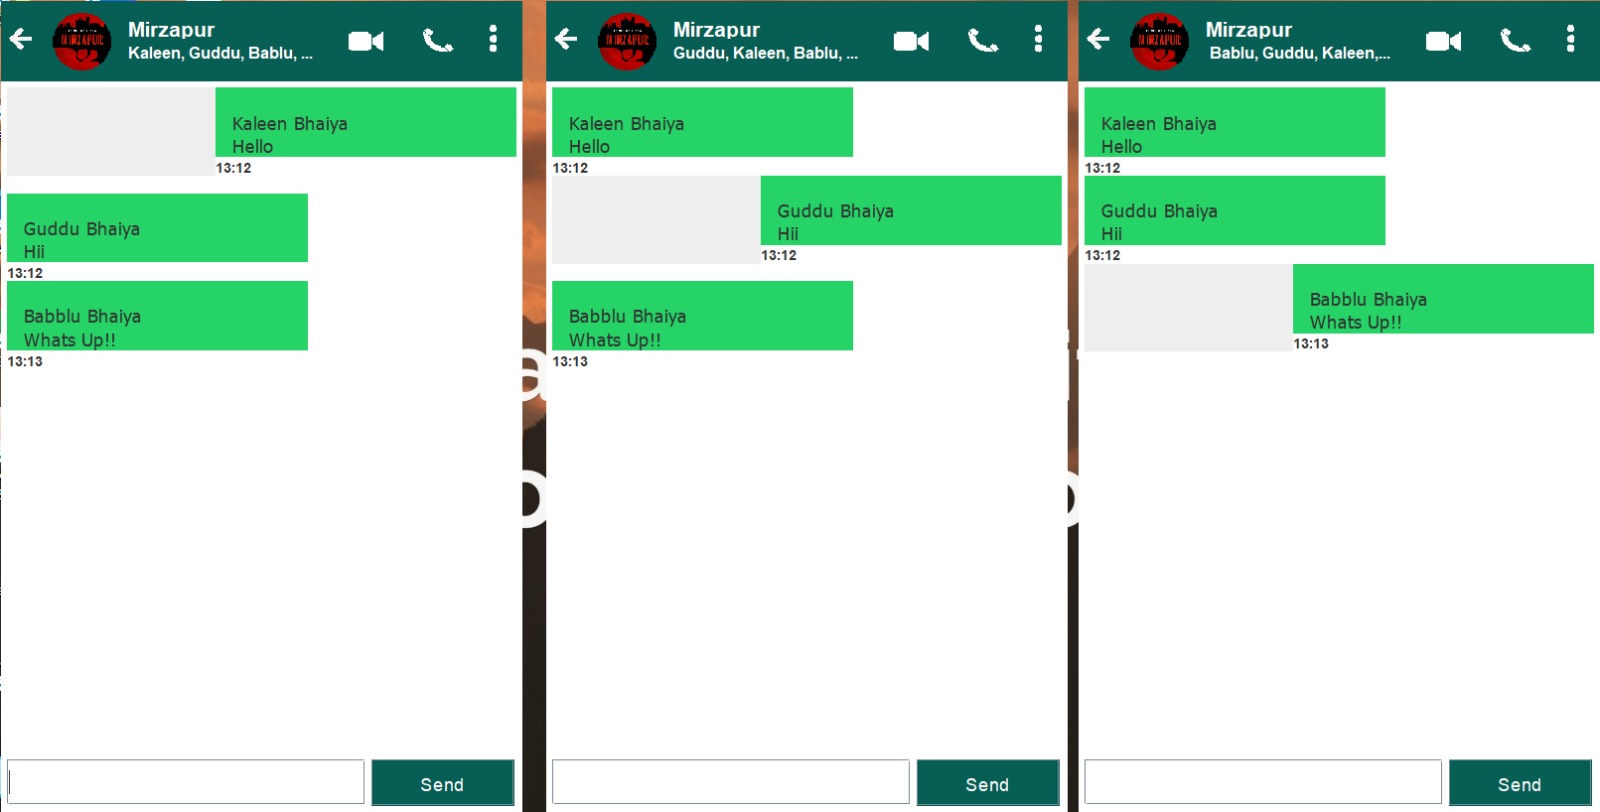 Mirzapur
Kaleen, Guddu, Bablu, ...
Kaleen Bhaiya
Hello
13:12
Guddu Bhaiya
Hii
13:12
Babblu Bhaiya
Whats Up!!
13:13
Send
Mirzapur
Guddu, Kaleen, Bablu, ...
Kaleen Bhaiya
Hello
13:12
Guddu Bhaiya
Hii
13:12
Babblu Bhaiya
Whats Up!!
13:13
Send
Mirzapur
Bablu, Guddu, Kaleen,...
Kaleen Bhaiya
Hello
13:12
Guddu Bhaiya
Hii
13:12
Babblu Bhaiya
Whats Up!!
13:13
Send
MIRZAPUR
MIRZAPUR
MIRZAPUR